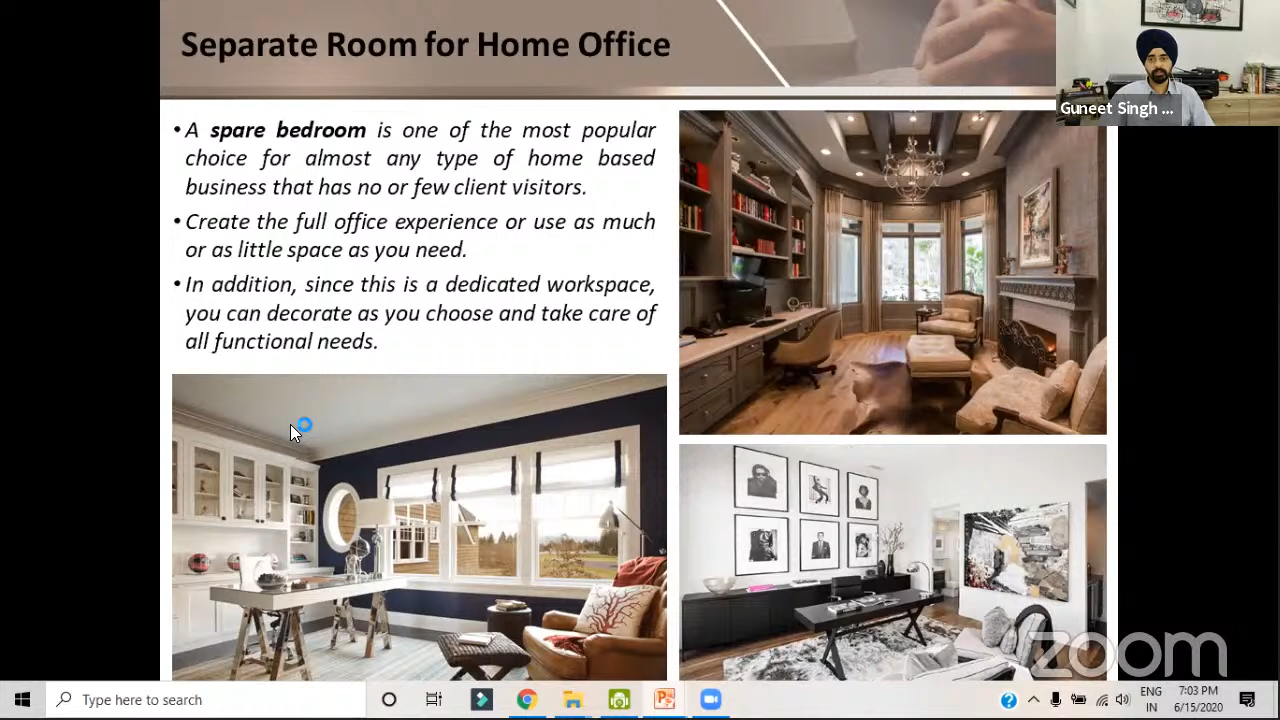 Separate Room for Home Office
Guneet Singh ...
• A spare bedroom is one of the most popular
choice for almost any type of home based
business that has no or few client visitors.
• Create the full office experience or use as much
or as little space as you need.
• In addition, since this is a dedicated workspace,
you can decorate as you choose and take care of
all functional needs.
zoom
Type here to search
ENG
IN
7:03 PM
6/15/2020